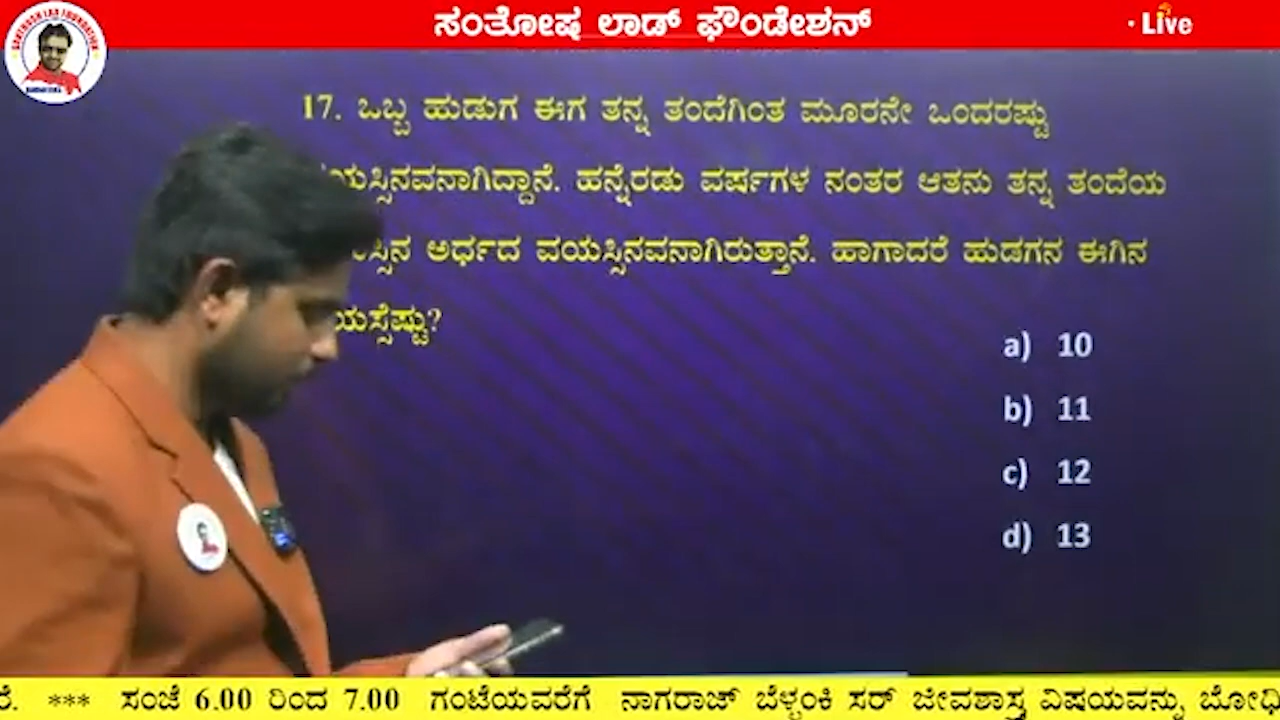 ಸಂತೋಷ ಲಾಡ್ ಫೌಂಡೇಶನ್
Live
17. ಒಬ್ಬ ಹುಡುಗ ಈಗ ತನ್ನ ತಂದೆಗಿಂತ ಮೂರನೇ ಒಂದರಷ್ಟು
ಯಸ್ಸಿನವನಾಗಿದ್ದಾನೆ. ಹನ್ನೆರಡು ವರ್ಷಗಳ ನಂತರ ಆತನು ತನ್ನ ತಂದೆಯ
ಸ್ಸಿನ ಅರ್ಧದ ವಯಸ್ಸಿನವನಾಗಿರುತ್ತಾನೆ. ಹಾಗಾದರೆ ಹುಡಗನ ಈಗಿನ
ಯಸ್ಸೆಷ್ಟು?
a) 10
b) 11
c) 12
d) 13
ರೆ. *** ಸಂಜೆ 6.00 ರಿಂದ 7.00 ಗಂಟೆಯವರೆಗೆ ನಾಗರಾಜ್ ಬೆಳ್ಳಂಕಿ ಸರ್ ಜೀವಶಾಸ್ತ್ರ ವಿಷಯವನ್ನು ಬೋಧಿ